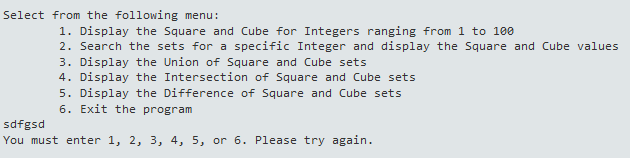 Select from the following menu:
1. Display the Square and Cube for Integers ranging from 1 to 100
2. Search the sets for a specific Integer and display the Square and Cube values
3. Display the Union of Square and Cube sets
4. Display the Intersection of Square and Cube sets
5. Display the Difference of Square and Cube sets
6. Exit the program
sdfgsd
You must enter 1, 2, 3, 4, 5, or 6. Please try again.